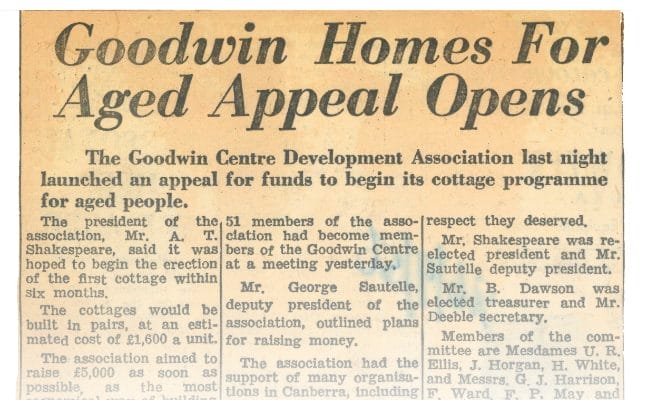 Goodwin Homes For
Aged Appeal Opens
The Goodwin Centre Development Association last night
launched an appeal for funds to begin its cottage programme
for aged people.
The president of the
association, Mr. A. T.
Shakespeare, said it was
hoped to begin the erection
of the first cottage within
six months.
The cottages would be
built in pairs, at an esti-
mated cost of £1,600 a unit.
The association aimed to
raise £5,000 as soon as
possible, as the most
economical way of building
51 members of the asso-
ciation had become mem-
bers of the Goodwin Centre
at a meeting yesterday.
Mr. George Sautelle,
deputy president of the
association, outlined plans
for raising money.
The association had the
support of many organisa-
tions in Canberra, including
respect they deserved.
Mr. Shakespeare was re-
elected president and Mr.
Sautelle deputy president.
Mr. B. Dawson was
elected treasurer and Mr.
Deeble secretary.
Members of the com-
mittee are Mesdames U. R.
Ellis, J. Horgan, H. White,
and Messrs. G. J. Harrison,
F. Ward, F. P. May and